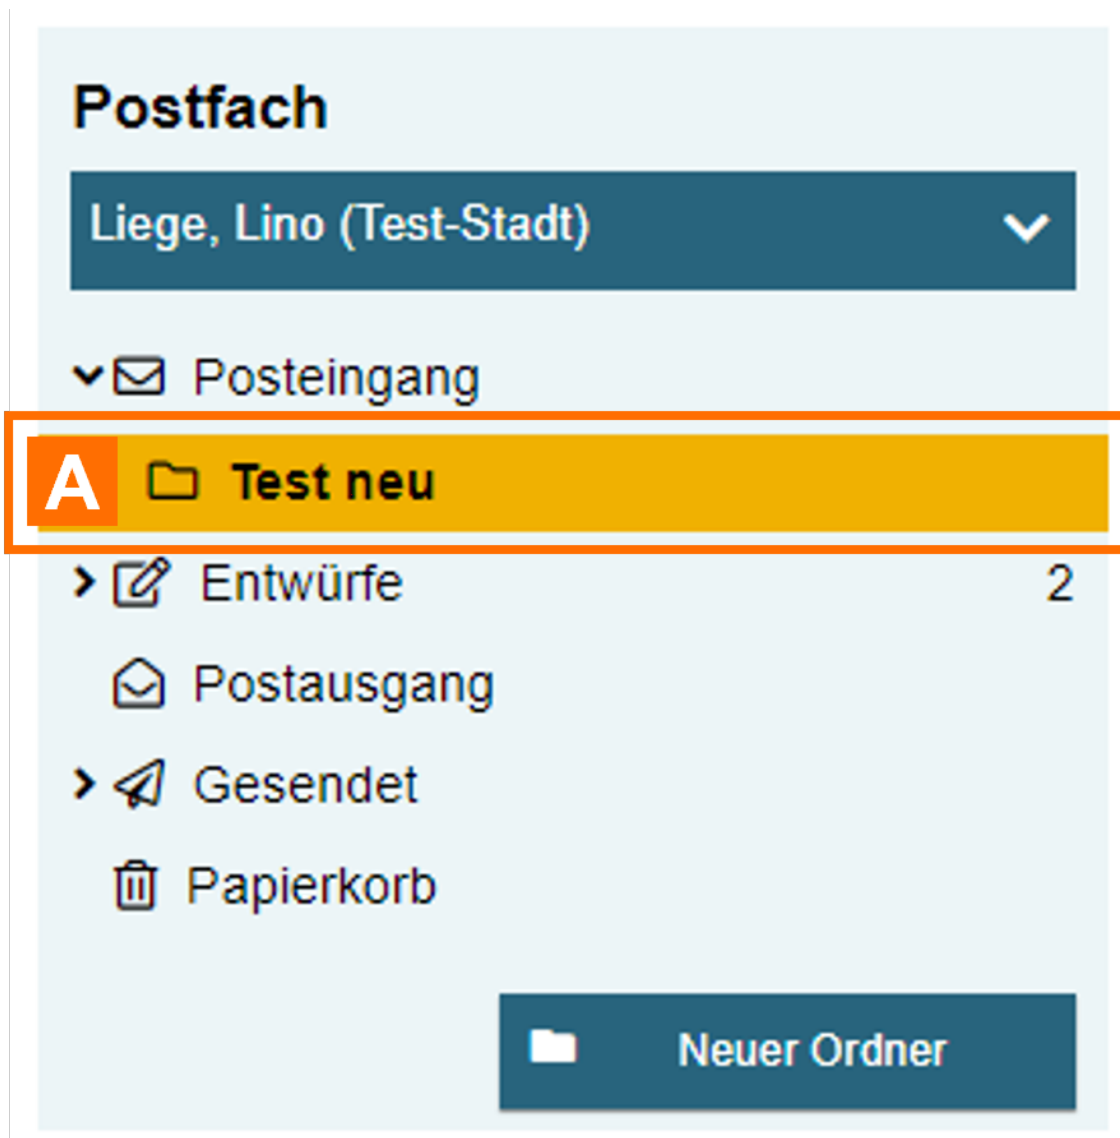 Postfach
Liege, Lino (Test-Stadt)
Posteingang
A Test neu
Entwürfe 2
Postausgang
Gesendet
Papierkorb
Neuer Ordner